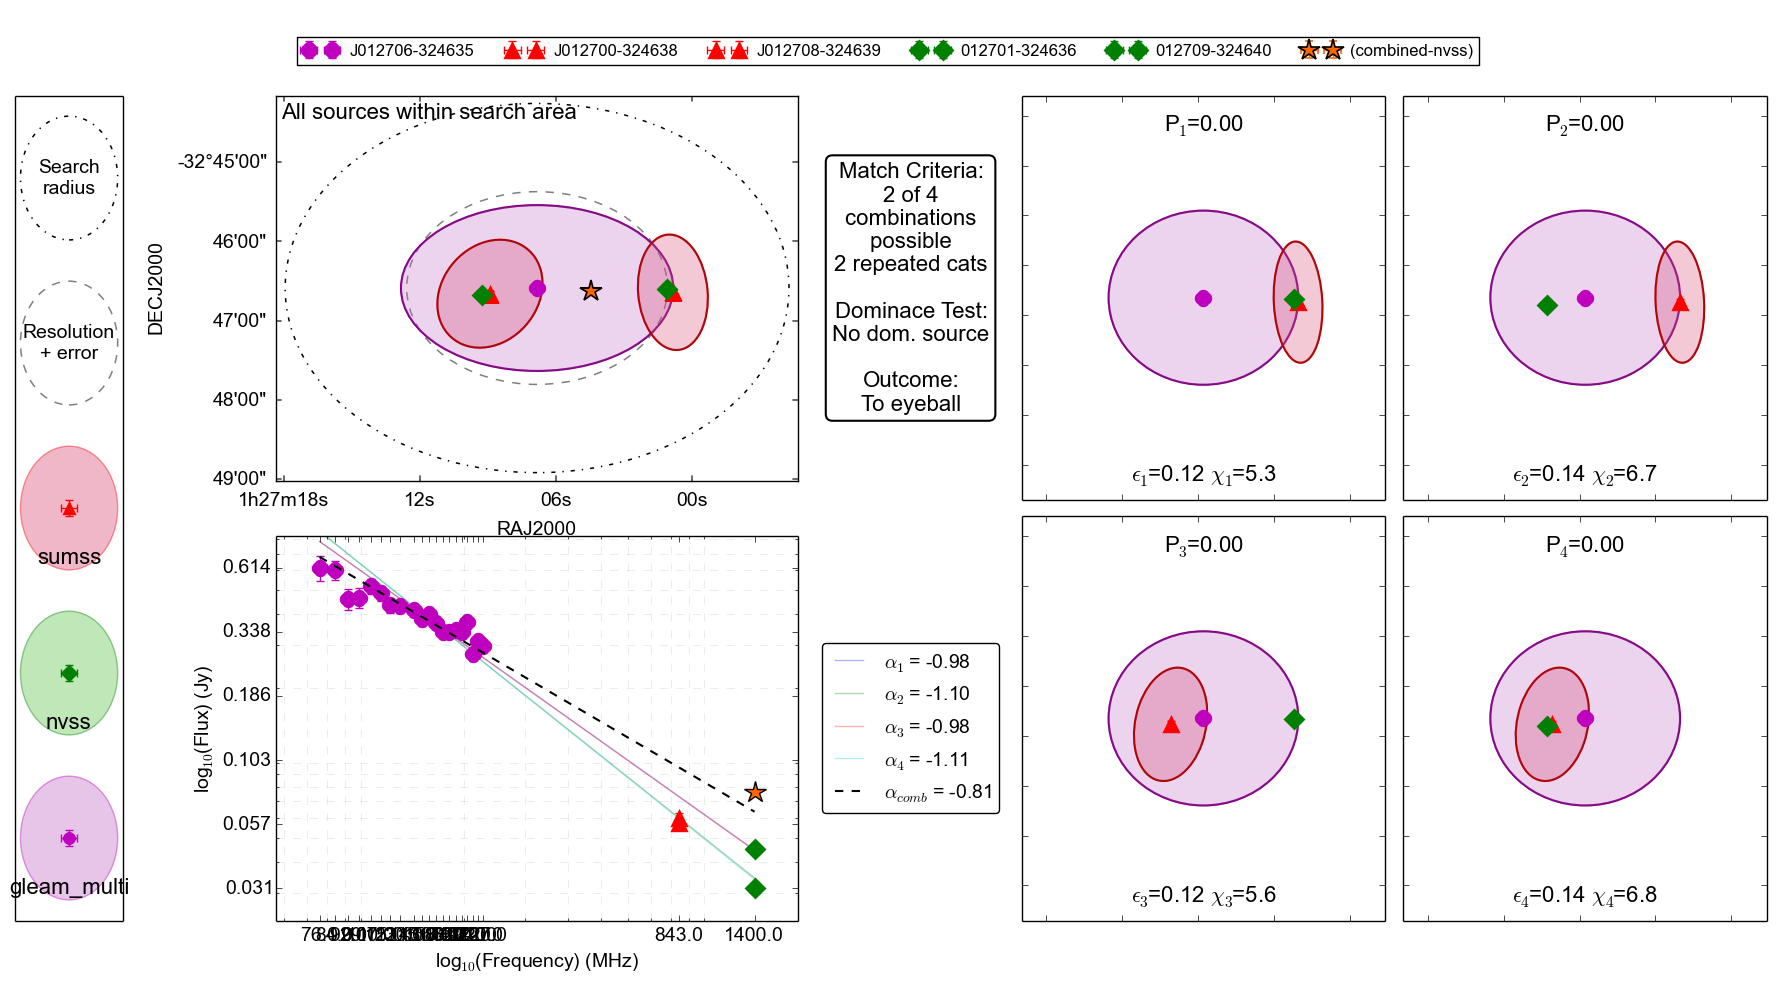 J012706-324635 J012700-324638 J012708-324639 012701-324636 012709-324640 (combined-nvss)
Search
radius
Resolution
+ error
sumss
nvss
gleam_multi
All sources within search area
DECJ2000
-32°45'00"
46'00"
47'00"
48'00"
49'00"
1h27m18s 12s 06s 00s
RAJ2000
Match Criteria:
2 of 4
combinations
possible
2 repeated cats
Dominace Test:
No dom. source
Outcome:
To eyeball
P1=0.00
ϵ1=0.12 χ1=5.3
P2=0.00
ϵ2=0.14 χ2=6.7
log10(Flux) (Jy)
0.614
0.338
0.186
0.103
0.057
0.031
843.0 1400.0
log10(Frequency) (MHz)
α1 = -0.98
α2 = -1.10
α3 = -0.98
α4 = -1.11
αcomb = -0.81
P3=0.00
ϵ3=0.12 χ3=5.6
P4=0.00
ϵ4=0.14 χ4=6.8